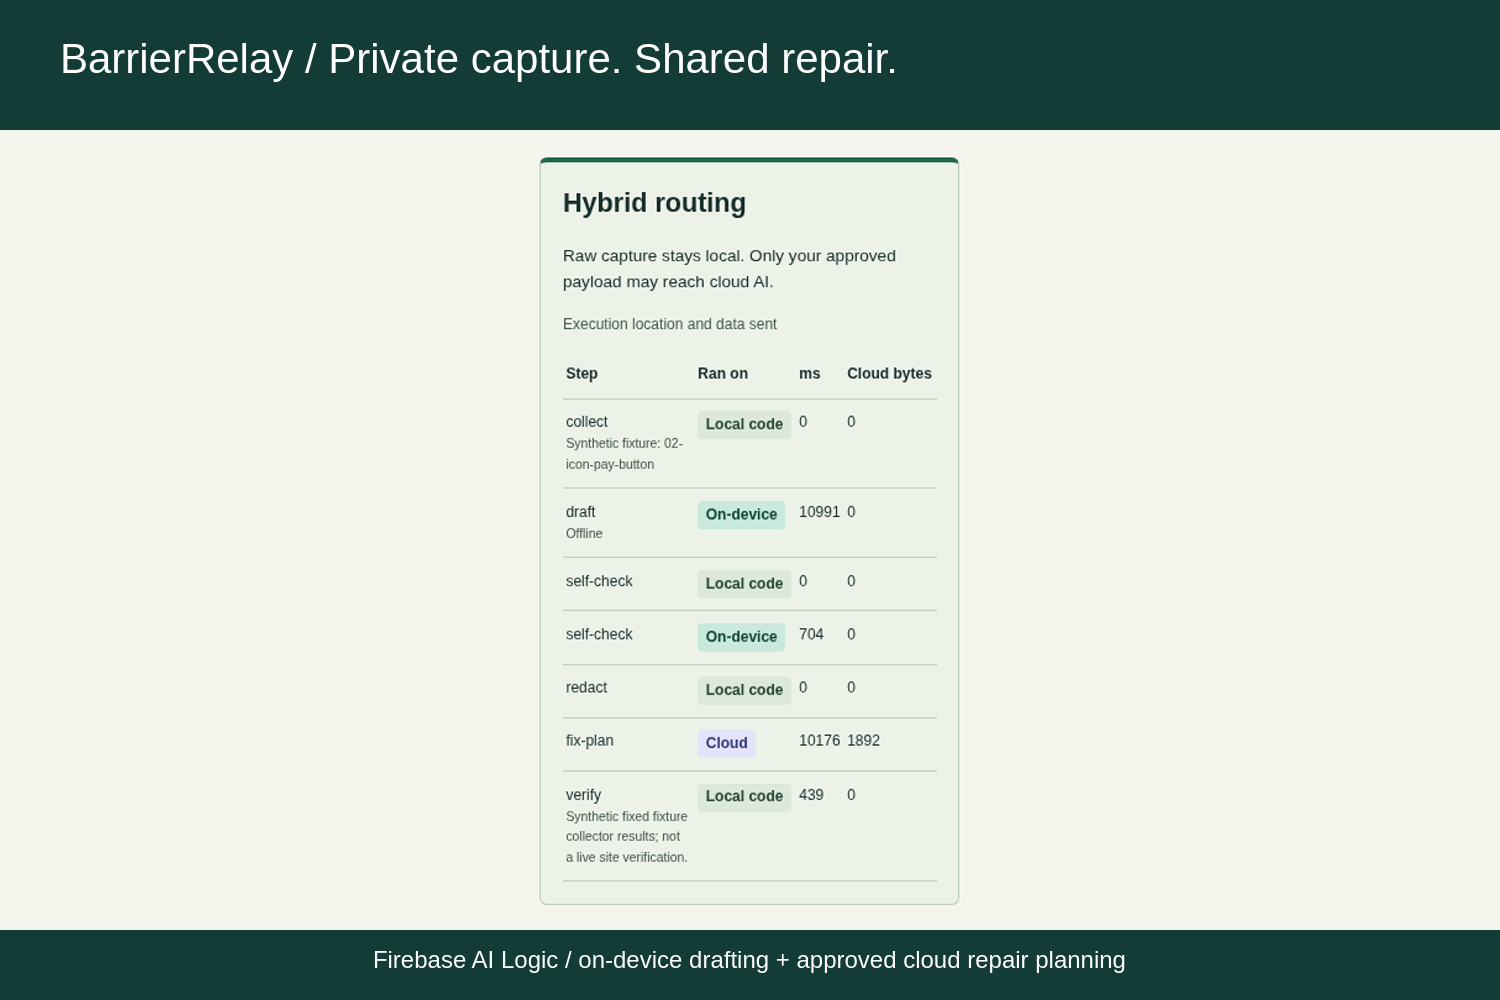 BarrierRelay / Private capture. Shared repair.
Hybrid routing
Raw capture stays local. Only your approved
payload may reach cloud AI.
Execution location and data sent
Step Ran on ms Cloud bytes
collect Local code 0 0
Synthetic fixture: 02-
icon-pay-button
draft On-device 10991 0
Offline
self-check Local code 0 0
self-check On-device 704 0
redact Local code 0 0
fix-plan Cloud 10176 1892
verify Local code 439 0
Synthetic fixed fixture
collector results; not
a live site verification.
Firebase AI Logic / on-device drafting + approved cloud repair planning